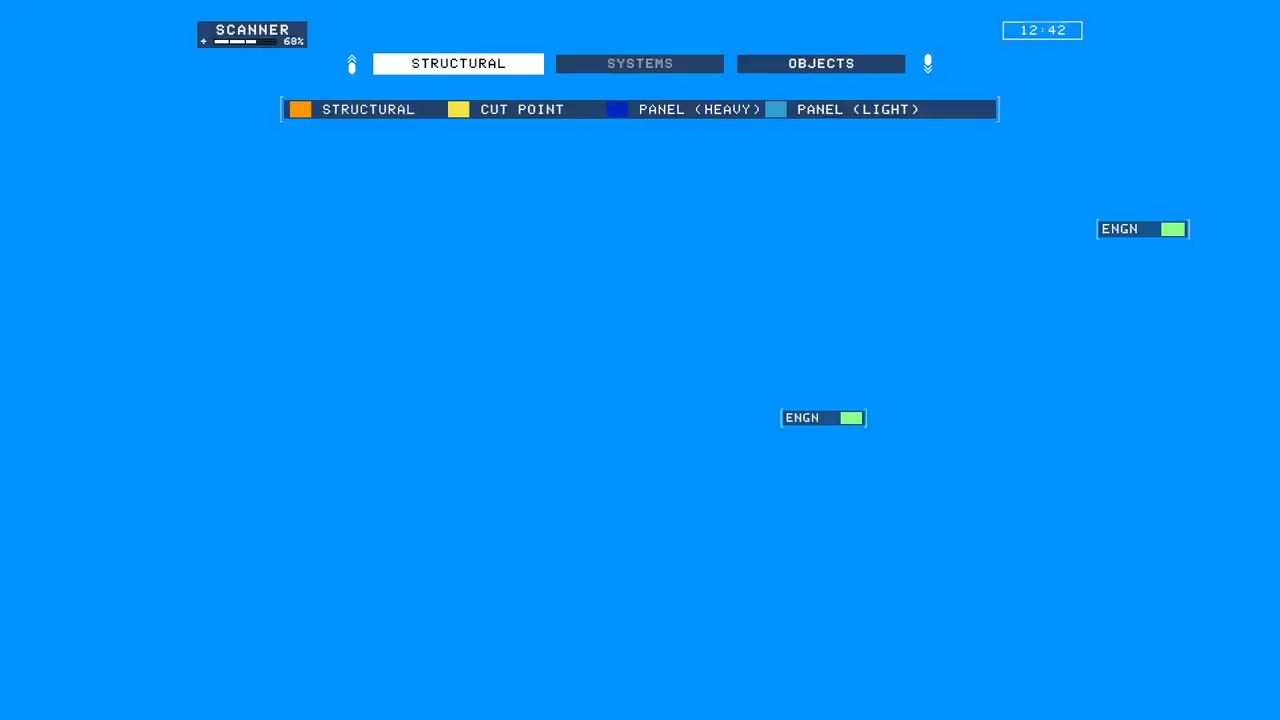 SCANNER
+ 68%
12:42
STRUCTURAL SYSTEMS OBJECTS
STRUCTURAL CUT POINT PANEL (HEAVY) PANEL (LIGHT)
ENGN
ENGN